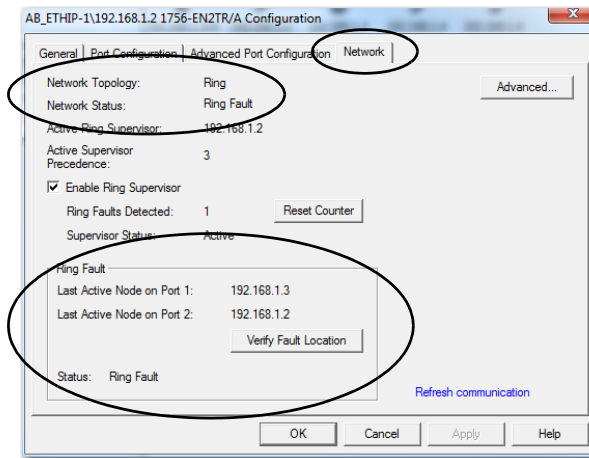 AB_ETHIP-1\192.168.1.2 1756-EN2TR/A Configuration
General Port Configuration Advanced Port Configuration Network
Network Topology: Ring
Network Status: Ring Fault
Advanced...
Active Ring Supervisor: 192.168.1.2
Active Supervisor
Precedence: 3
Enable Ring Supervisor
Ring Faults Detected: 1 Reset Counter
Supervisor Status: Active
Ring Fault
Last Active Node on Port 1: 192.168.1.3
Last Active Node on Port 2: 192.168.1.2
Verify Fault Location
Status: Ring Fault
Refresh communication
OK Cancel Apply Help